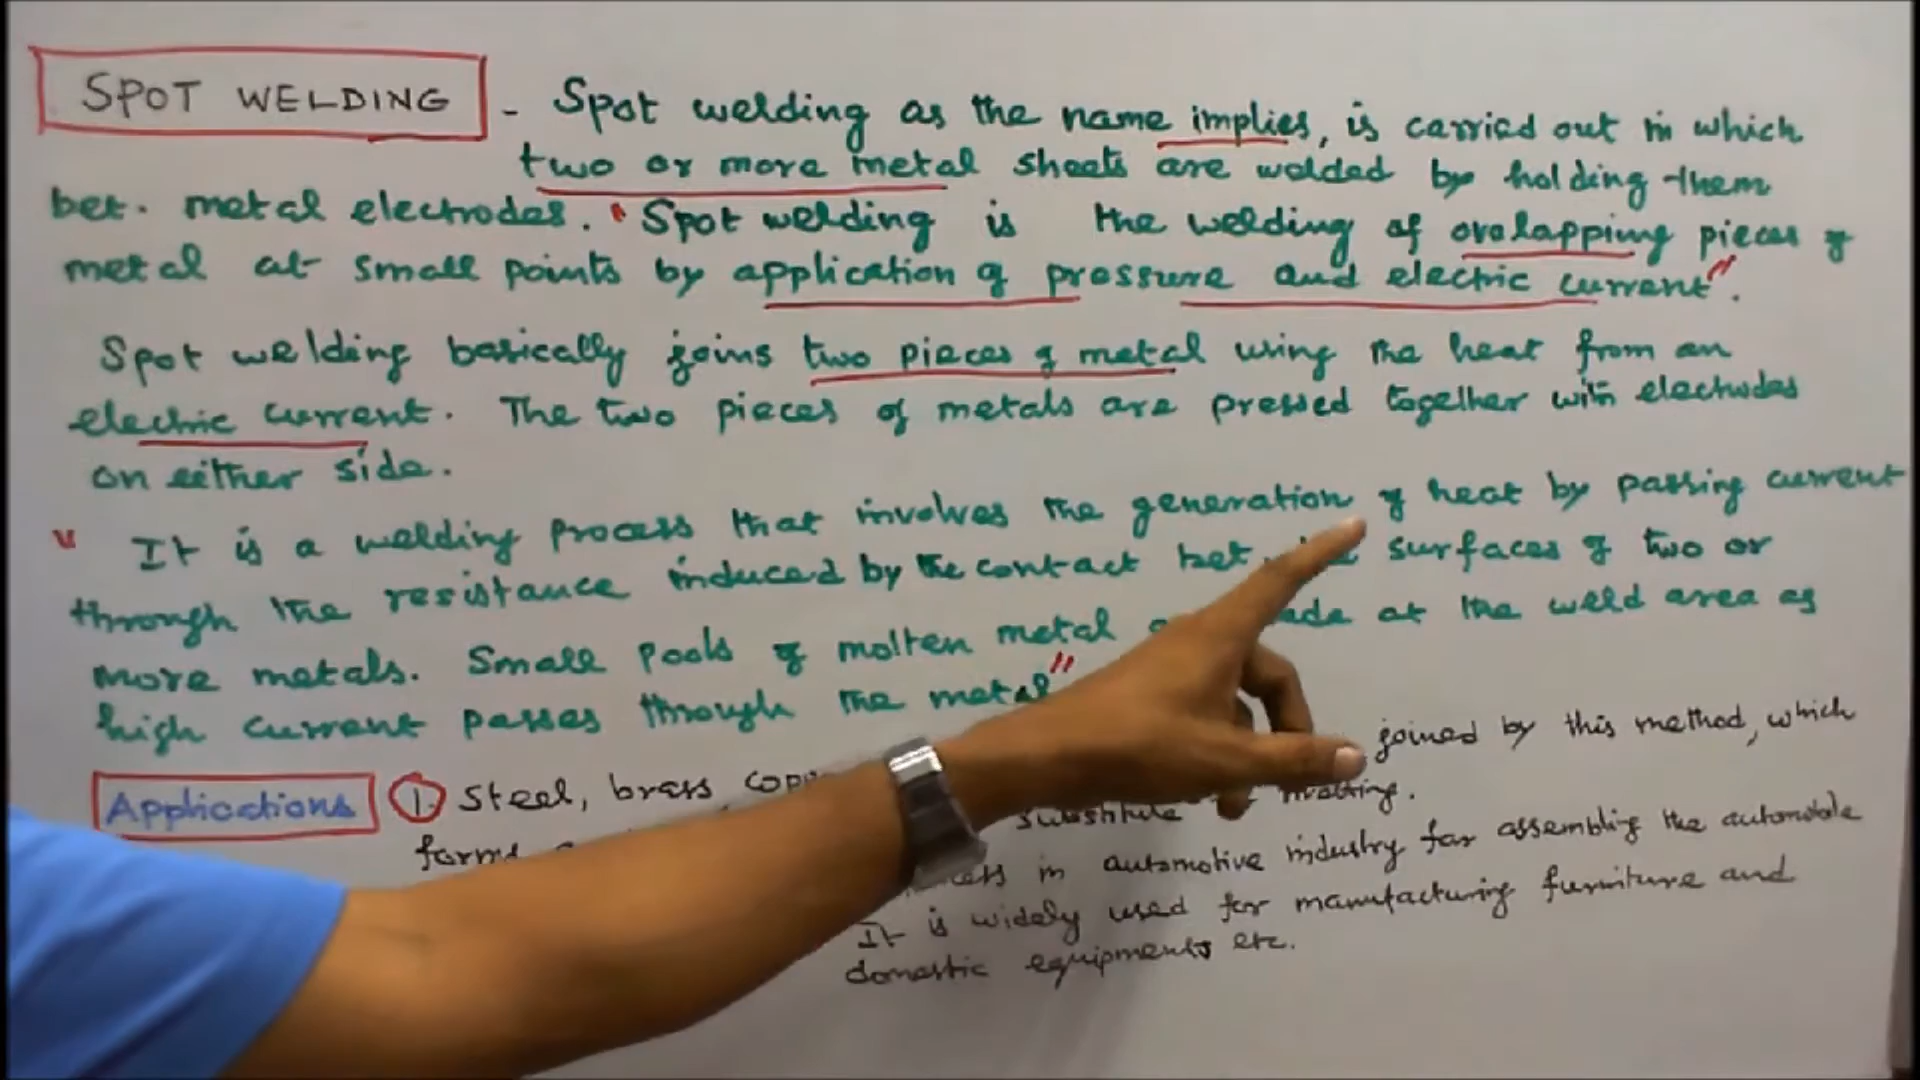 SPOT WELDING - Spot welding as the name implies, is carried out in which
two or more metal sheets are welded by holding them
bet. metal electrodes. "Spot welding is the welding of ovelapping pieces of
metal at small points by application of pressure and electric current".
Spot welding basically joins two pieces of metal using the heat from an
electric current. The two pieces of metals are pressed together with electrodes
on either side.
" It is a welding process that involves the generation of heat by passing current
through the resistance induced by the contact bet. surfaces of two or
more metals. Small pools of molten metal at the weld area as
high current passes through the metal"
Applications 1. Steel, brass, joined by this method, which
substitute
in automotive industry for assembling the automobile
It is widely used for manufacturing furniture and
domestic equipments etc.